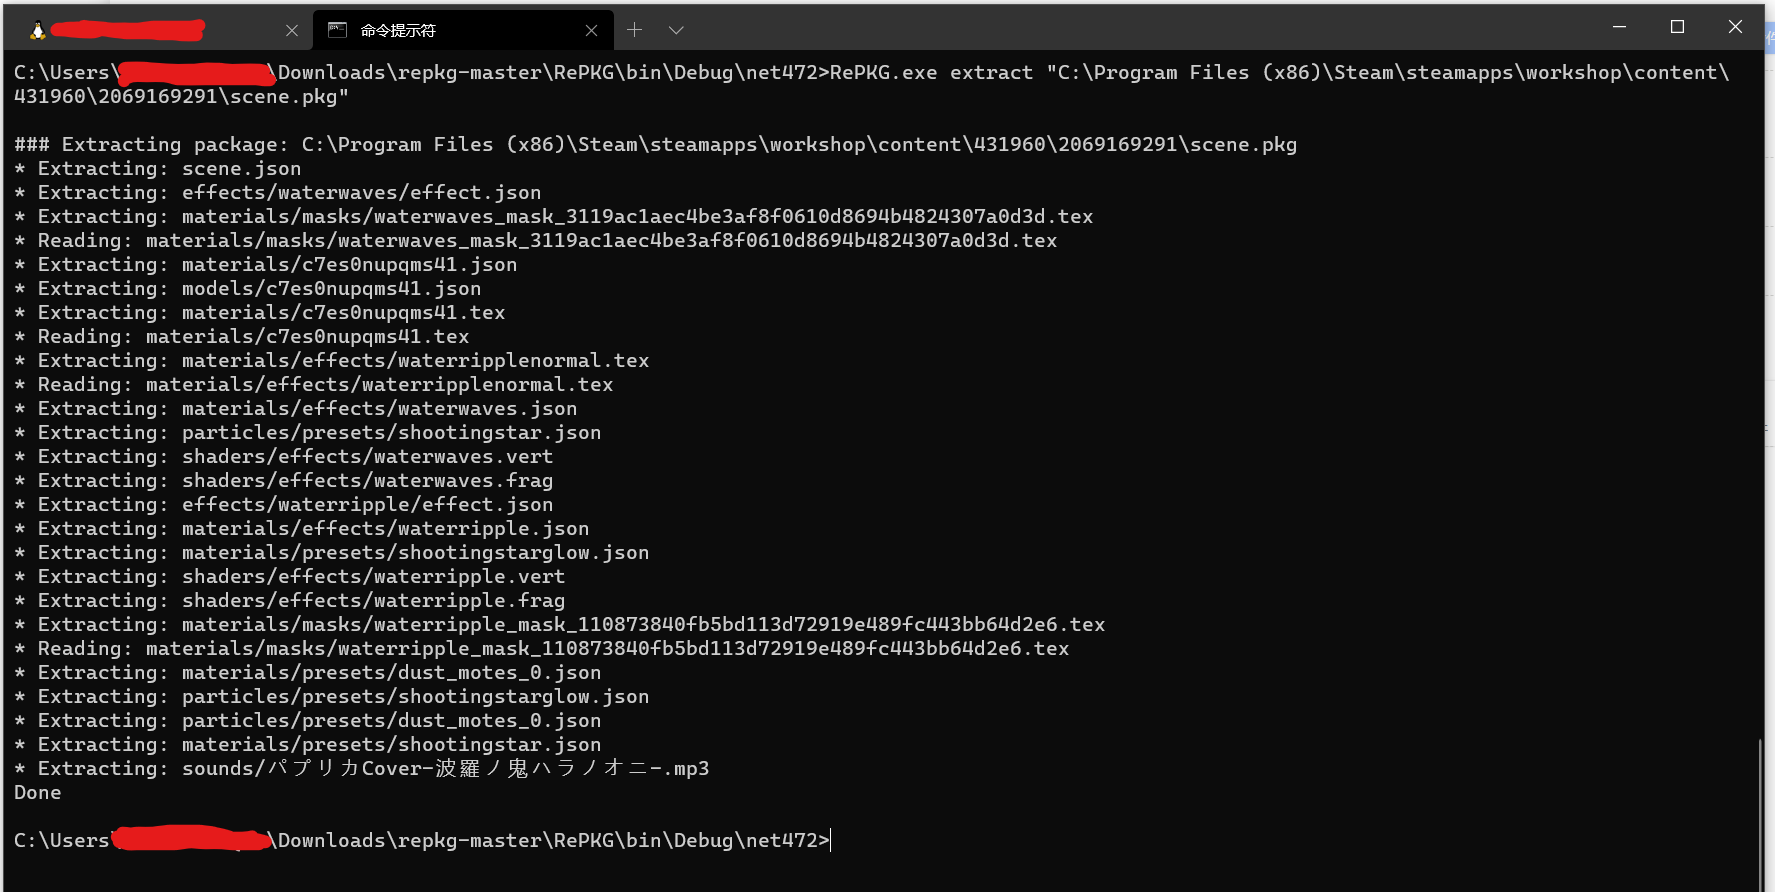 命令提示符
C:\Users\ \Downloads\repkg-master\RePKG\bin\Debug\net472>RePKG.exe extract "C:\Program Files (x86)\Steam\steamapps\workshop\content\
431960\2069169291\scene.pkg"
### Extracting package: C:\Program Files (x86)\Steam\steamapps\workshop\content\431960\2069169291\scene.pkg
* Extracting: scene.json
* Extracting: effects/waterwaves/effect.json
* Extracting: materials/masks/waterwaves_mask_3119ac1aec4be3af8f0610d8694b4824307a0d3d.tex
* Reading: materials/masks/waterwaves_mask_3119ac1aec4be3af8f0610d8694b4824307a0d3d.tex
* Extracting: materials/c7es0nupqms41.json
* Extracting: models/c7es0nupqms41.json
* Extracting: materials/c7es0nupqms41.tex
* Reading: materials/c7es0nupqms41.tex
* Extracting: materials/effects/waterripplenormal.tex
* Reading: materials/effects/waterripplenormal.tex
* Extracting: materials/effects/waterwaves.json
* Extracting: particles/presets/shootingstar.json
* Extracting: shaders/effects/waterwaves.vert
* Extracting: shaders/effects/waterwaves.frag
* Extracting: effects/waterripple/effect.json
* Extracting: materials/effects/waterripple.json
* Extracting: materials/presets/shootingstarglow.json
* Extracting: shaders/effects/waterripple.vert
* Extracting: shaders/effects/waterripple.frag
* Extracting: materials/masks/waterripple_mask_110873840fb5bd113d72919e489fc443bb64d2e6.tex
* Reading: materials/masks/waterripple_mask_110873840fb5bd113d72919e489fc443bb64d2e6.tex
* Extracting: materials/presets/dust_motes_0.json
* Extracting: particles/presets/shootingstarglow.json
* Extracting: particles/presets/dust_motes_0.json
* Extracting: materials/presets/shootingstar.json
* Extracting: sounds/パプリカCover-波羅ノ鬼ハラノオニ-.mp3
Done
C:\Users \Downloads\repkg-master\RePKG\bin\Debug\net472>